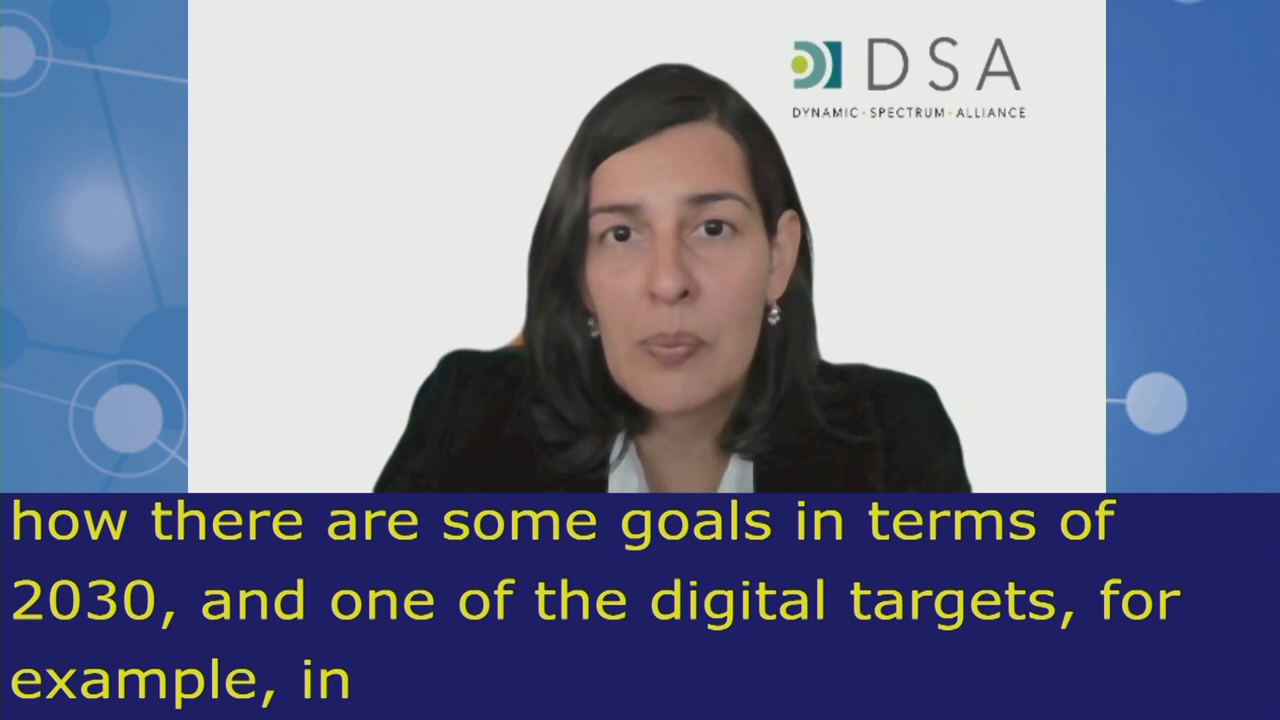 DSA
DYNAMIC·SPECTRUM·ALLIANCE
how there are some goals in terms of
2030, and one of the digital targets, for
example, in